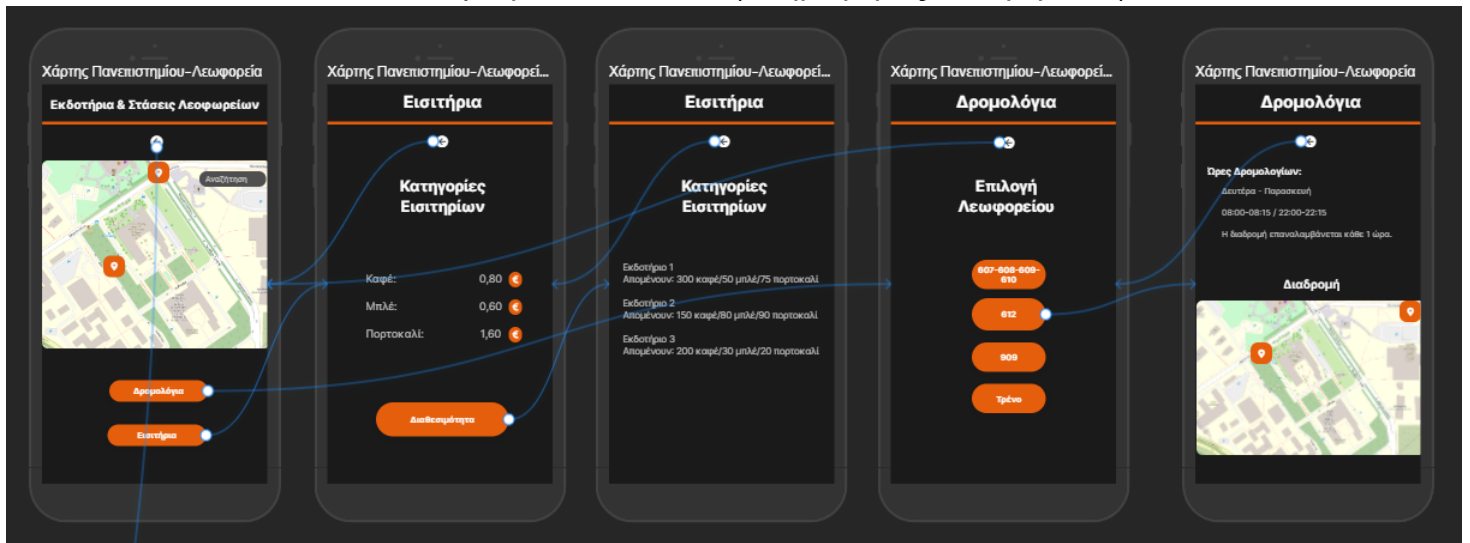 Χάρτης Πανεπιστημίου-Λεωφορεία
Εκδοτήρια & Στάσεις Λεοφωρείων
Αναζήτηση
Δρομολόγια
Εισιτήρια
Χάρτης Πανεπιστημίου-Λεωφορεί...
Εισιτήρια
Κατηγορίες
Εισιτηρίων
Καφέ: 0,80 €
Μπλέ: 0,60 €
Πορτοκαλί: 1,60 €
Διαθεσιμότητα
Χάρτης Πανεπιστημίου-Λεωφορεί...
Εισιτήρια
Κατηγορίες
Εισιτηρίων
Εκδοτήριο 1
Απομένουν: 300 καφέ/50 μπλέ/75 πορτοκαλί
Εκδοτήριο 2
Απομένουν: 150 καφέ/80 μπλέ/90 πορτοκαλί
Εκδοτήριο 3
Απομένουν: 200 καφέ/30 μπλέ/20 πορτοκαλί
Χάρτης Πανεπιστημίου-Λεωφορεί...
Δρομολόγια
Επιλογή
Λεωφορείου
607-608-609-
610
612
909
Τρένο
Χάρτης Πανεπιστημίου-Λεωφορεία
Δρομολόγια
Ώρες Δρομολογίων:
Δευτέρα - Παρασκευή
08:00-08:15 / 22:00-22:15
Η διαδρομή επαναλαμβάνεται κάθε 1 ώρα.
Διαδρομή